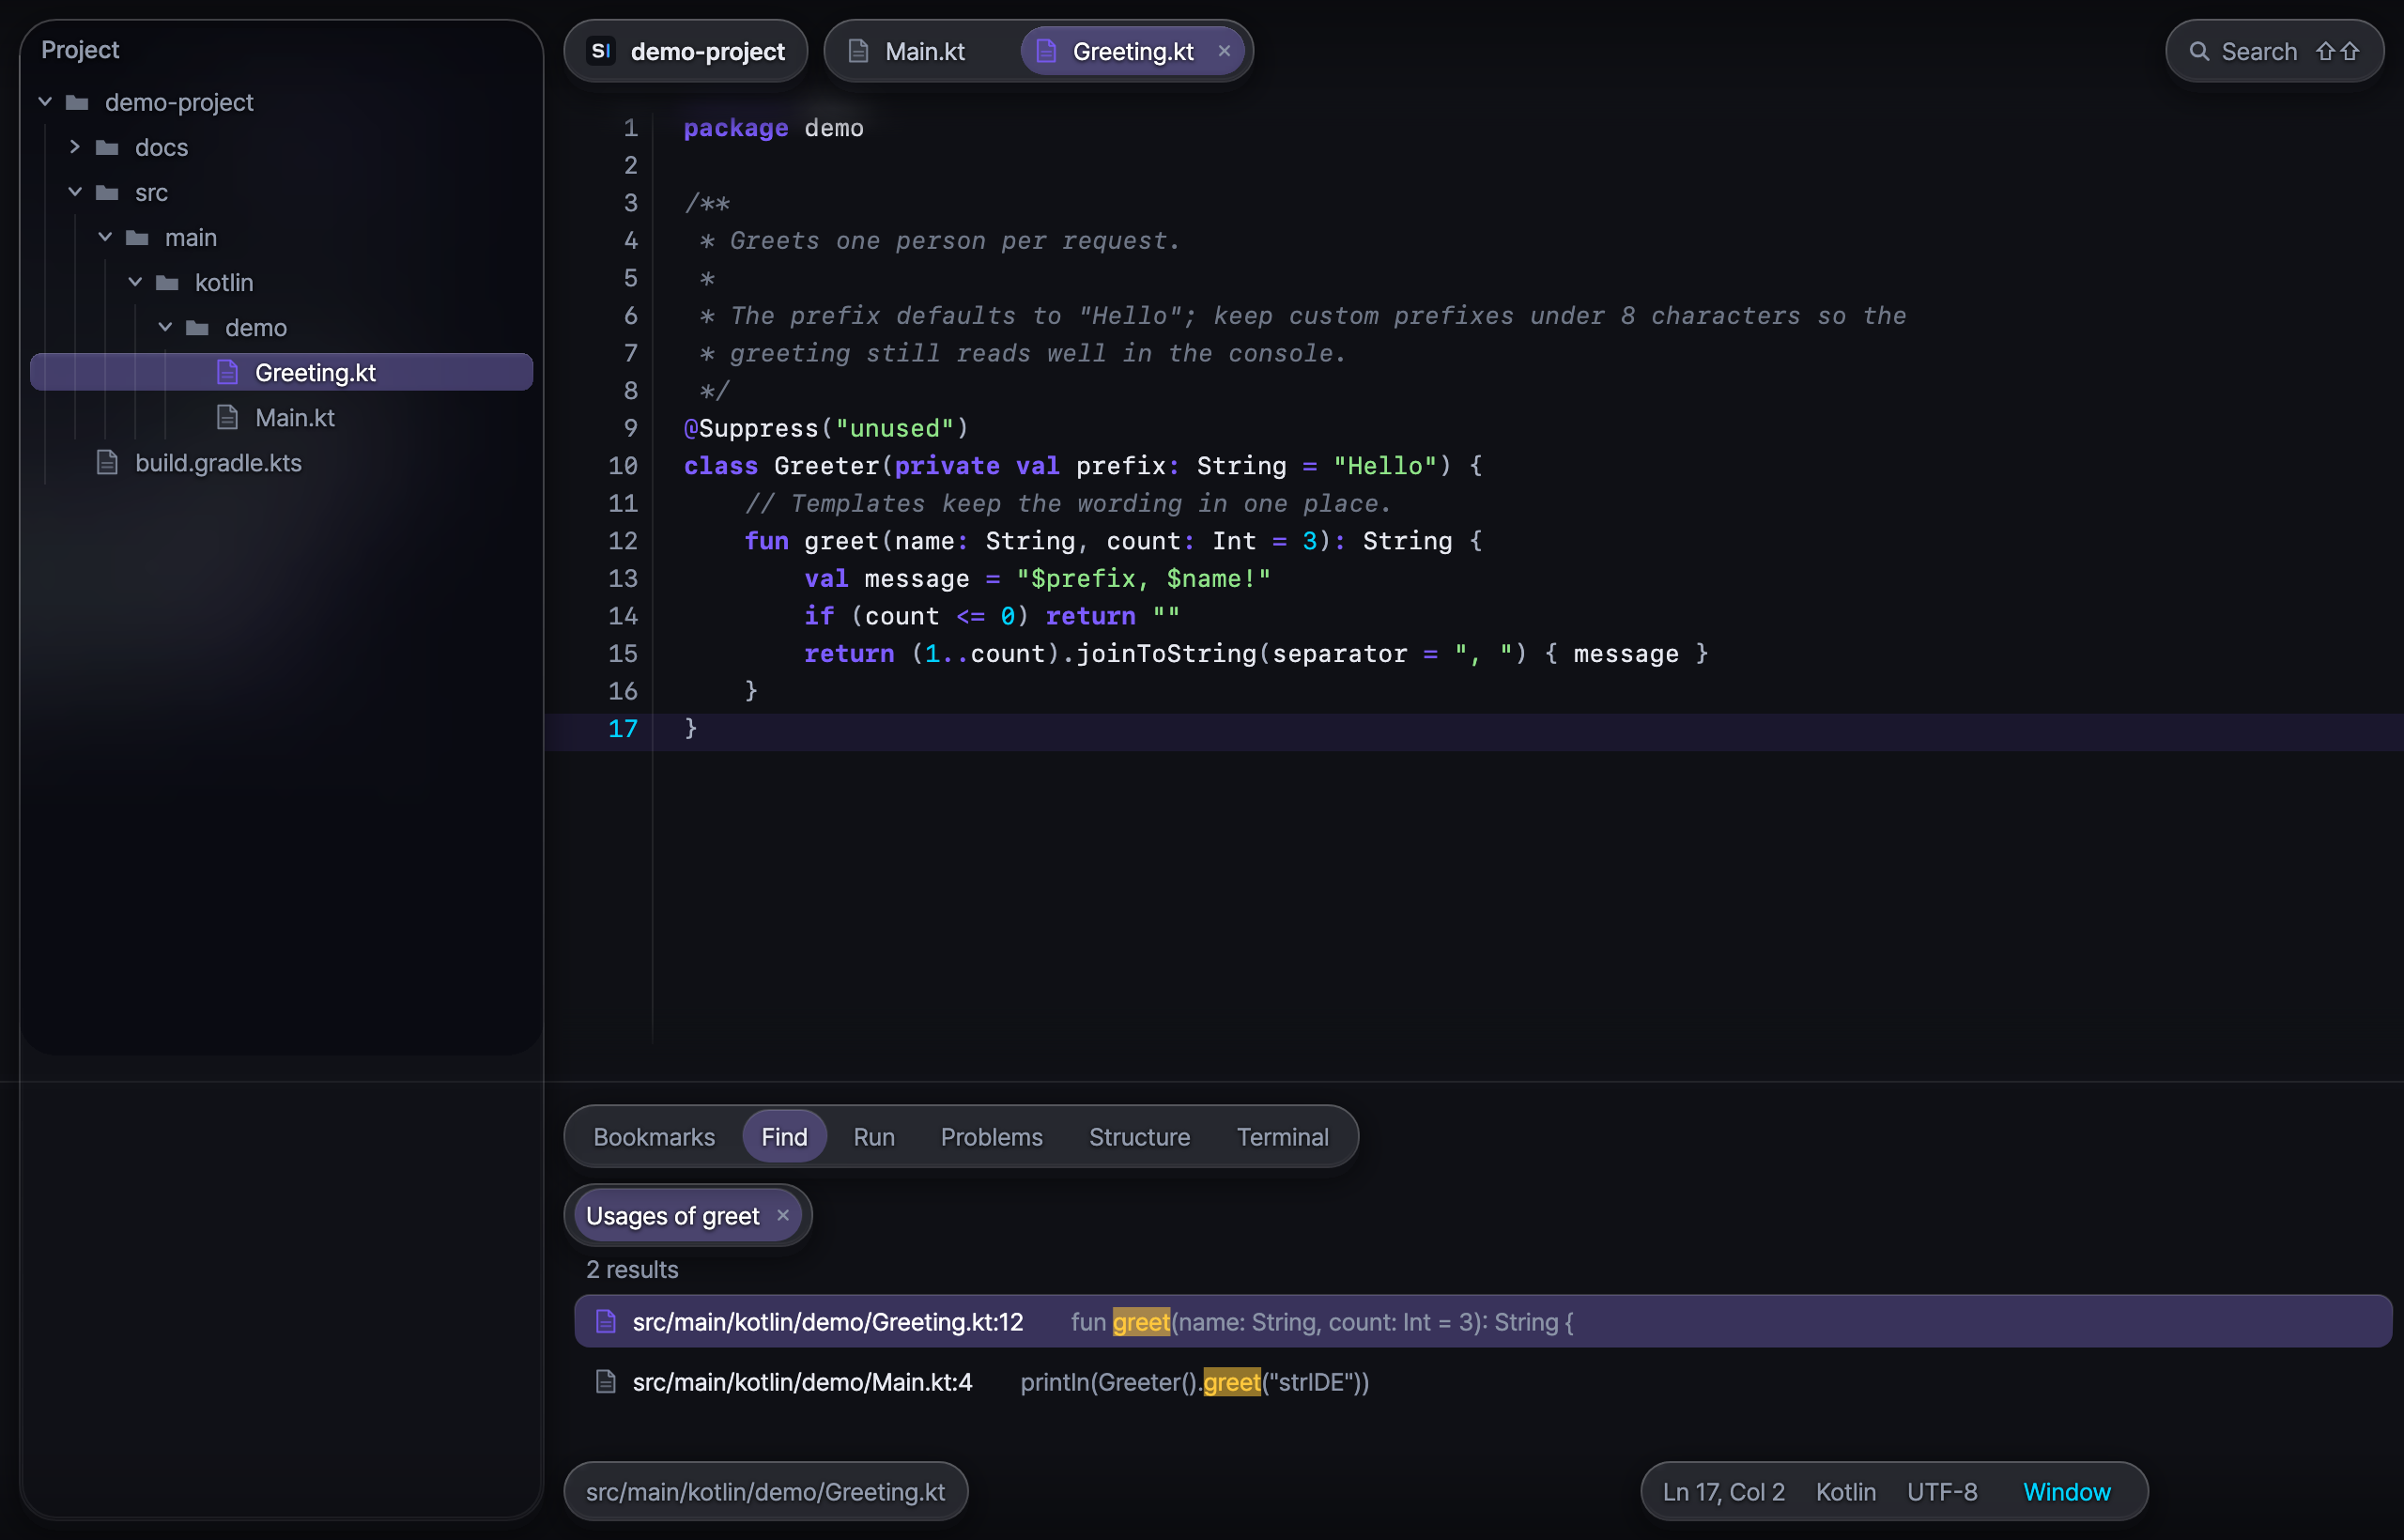 Project
demo-project
docs
src
main
kotlin
demo
Greeting.kt
Main.kt
build.gradle.kts
SI demo-project
Main.kt
Greeting.kt ×
Search ⇧⇧
1 package demo
2
3 /**
4  * Greets one person per request.
5  *
6  * The prefix defaults to "Hello"; keep custom prefixes under 8 characters so the
7  * greeting still reads well in the console.
8  */
9 @Suppress("unused")
10 class Greeter(private val prefix: String = "Hello") {
11     // Templates keep the wording in one place.
12     fun greet(name: String, count: Int = 3): String {
13         val message = "$prefix, $name!"
14         if (count <= 0) return ""
15         return (1..count).joinToString(separator = ", ") { message }
16     }
17 }
Bookmarks Find Run Problems Structure Terminal
Usages of greet ×
2 results
src/main/kotlin/demo/Greeting.kt:12 fun greet(name: String, count: Int = 3): String {
src/main/kotlin/demo/Main.kt:4 println(Greeter().greet("strIDE"))
src/main/kotlin/demo/Greeting.kt
Ln 17, Col 2 Kotlin UTF-8 Window